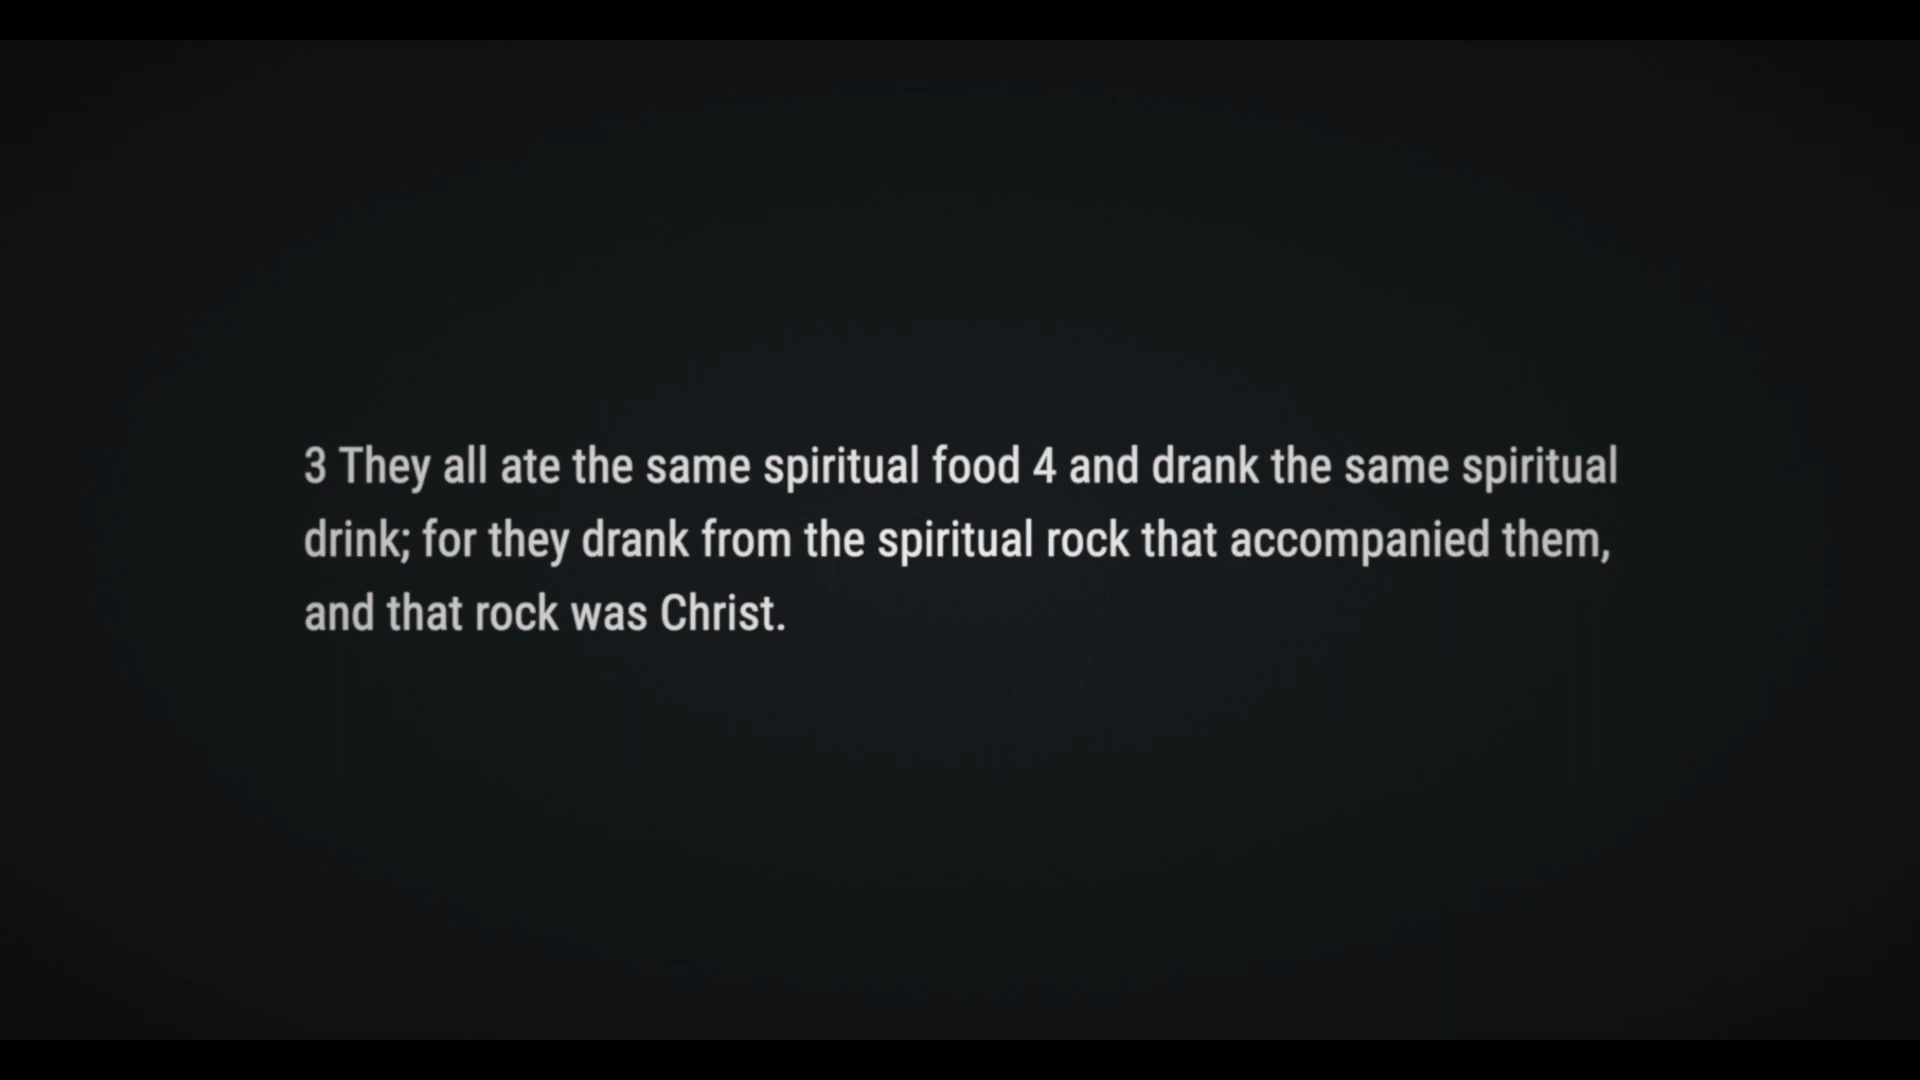 3 They all ate the same spiritual food 4 and drank the same spiritual
drink; for they drank from the spiritual rock that accompanied them,
and that rock was Christ.